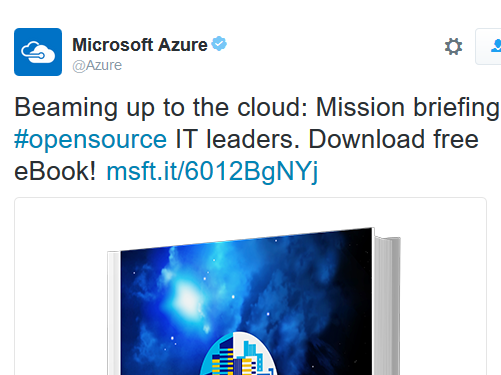 Microsoft Azure
@Azure
Beaming up to the cloud: Mission briefing
#opensource IT leaders. Download free
eBook! msft.it/6012BgNYj